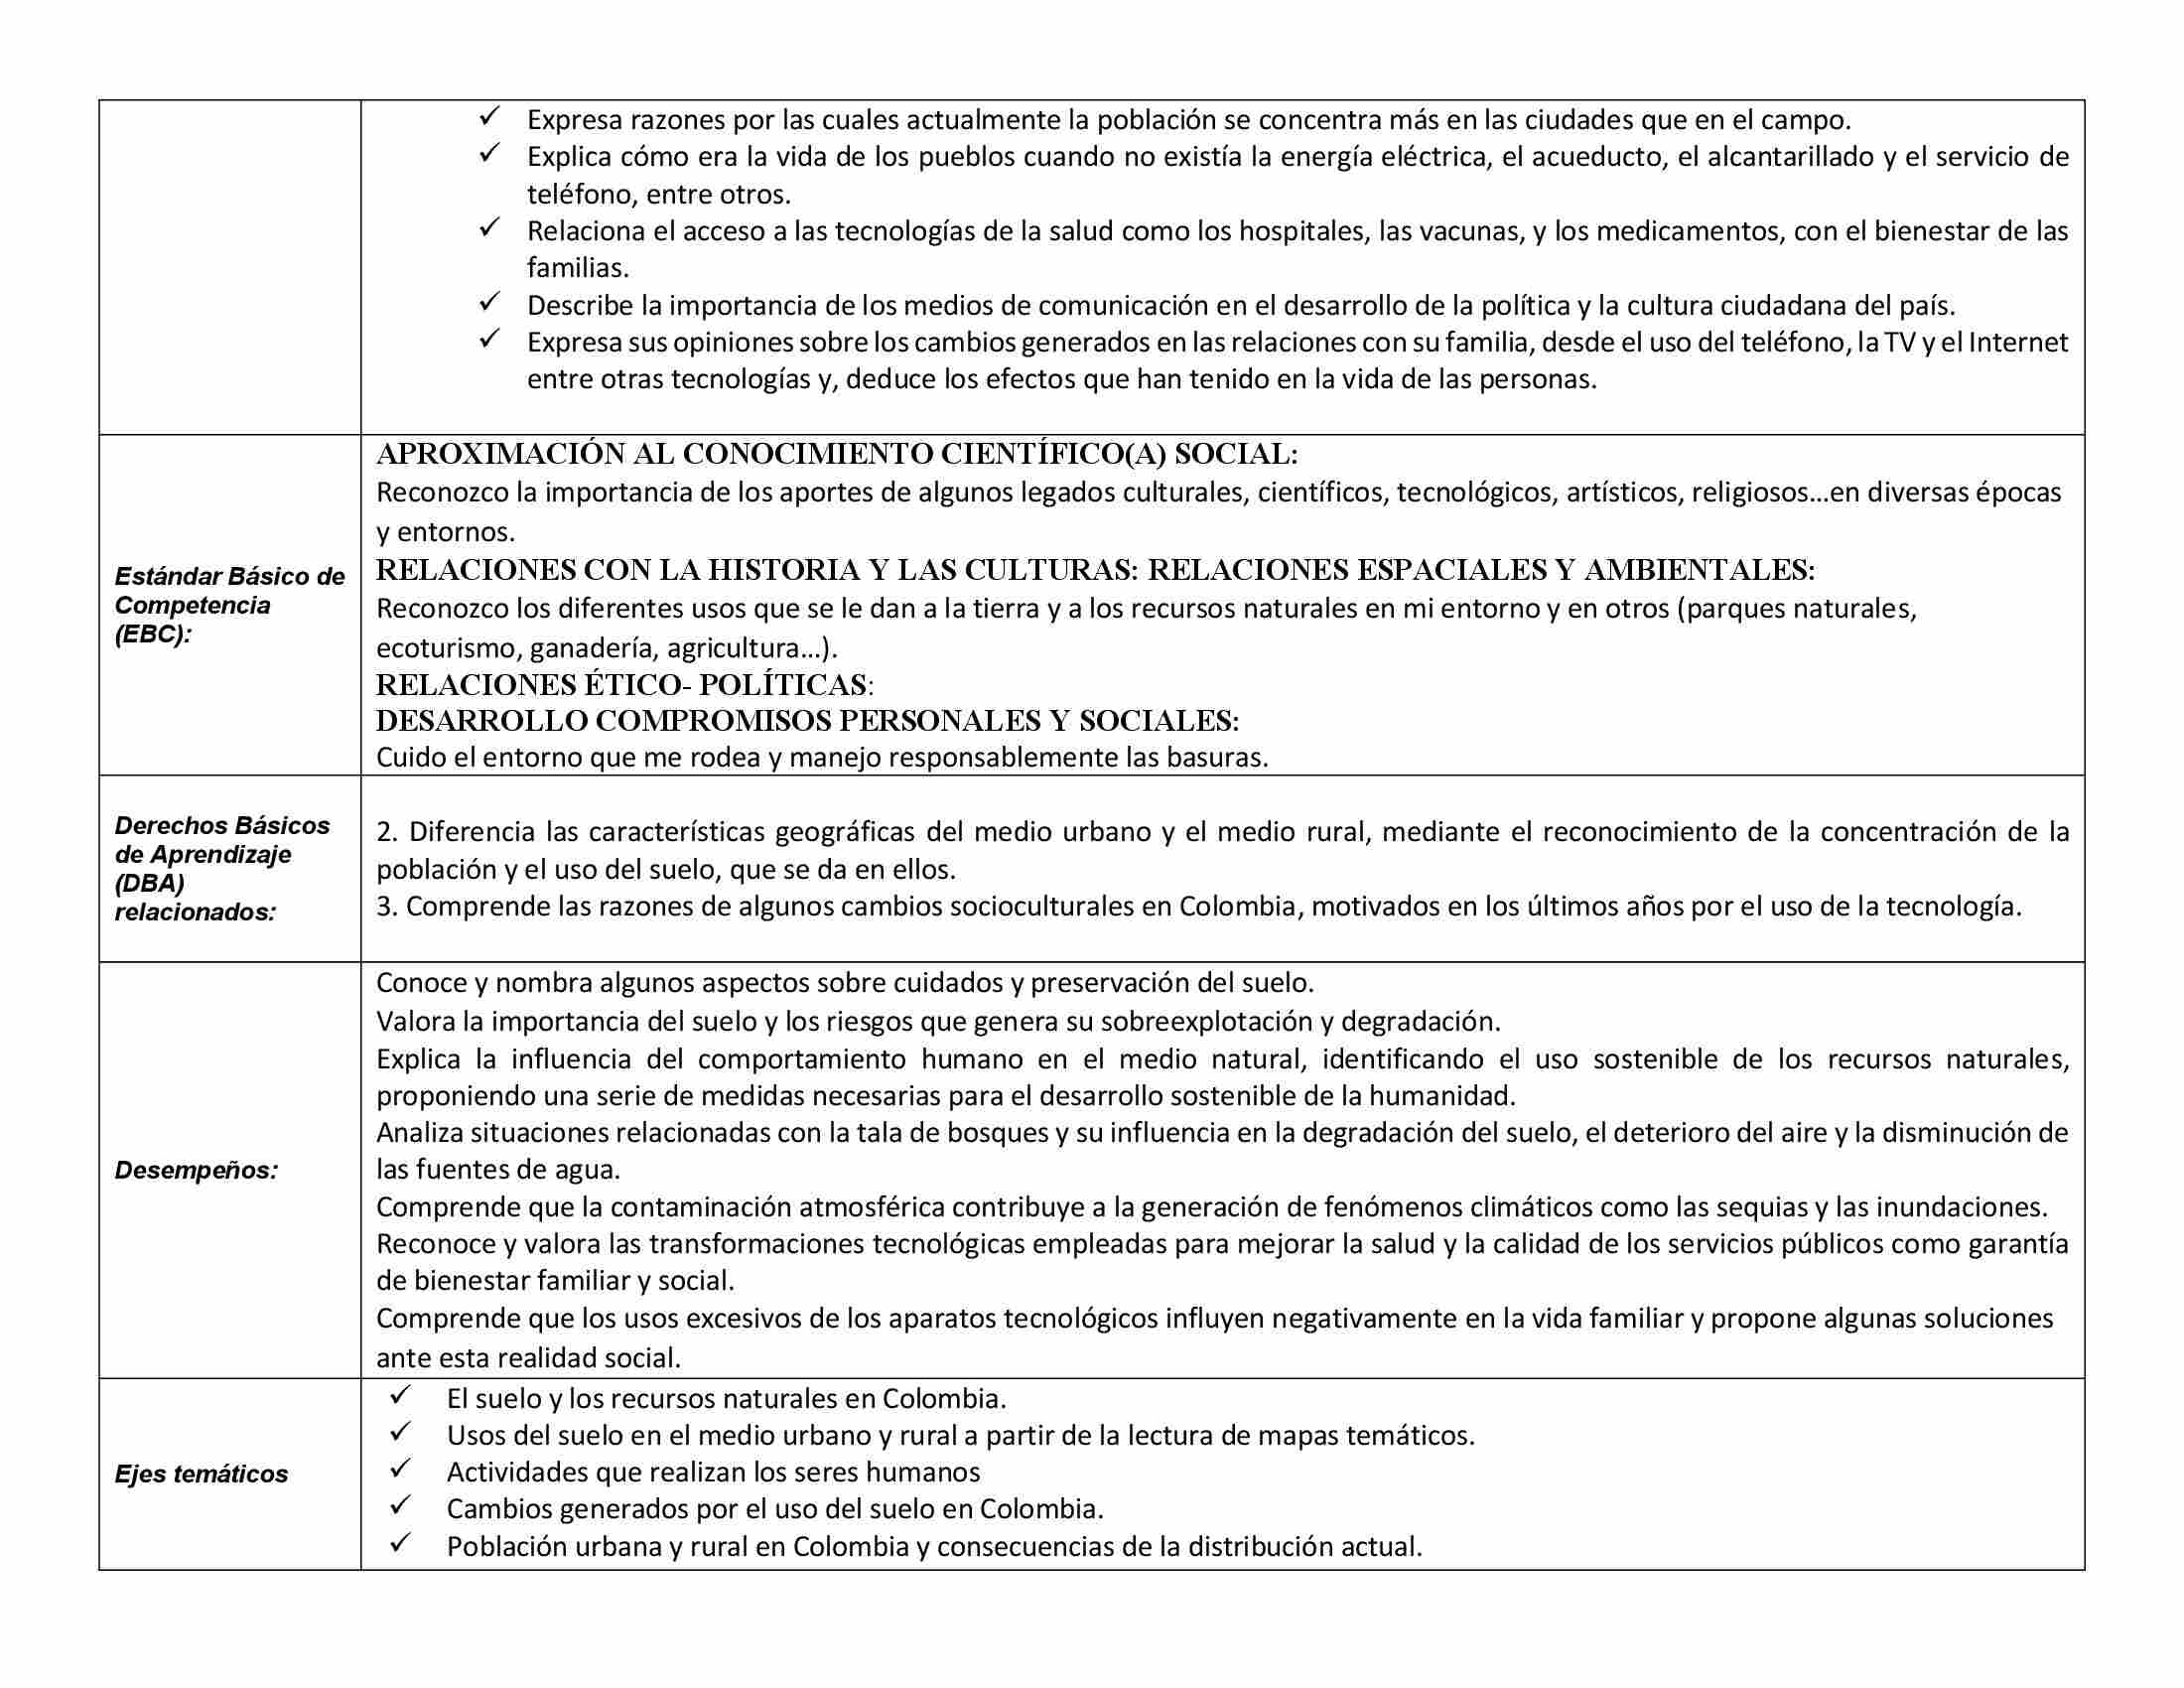 ✓ Expresa razones por las cuales actualmente la población se concentra más en las ciudades que en el campo.
✓ Explica cómo era la vida de los pueblos cuando no existía la energía eléctrica, el acueducto, el alcantarillado y el servicio de
teléfono, entre otros.
✓ Relaciona el acceso a las tecnologías de la salud como los hospitales, las vacunas, y los medicamentos, con el bienestar de las
familias.
✓ Describe la importancia de los medios de comunicación en el desarrollo de la política y la cultura ciudadana del país.
✓ Expresa sus opiniones sobre los cambios generados en las relaciones con su familia, desde el uso del teléfono, la TV y el Internet
entre otras tecnologías y, deduce los efectos que han tenido en la vida de las personas.
Estándar Básico de
Competencia
(EBC):
APROXIMACIÓN AL CONOCIMIENTO CIENTÍFICO(A) SOCIAL:
Reconozco la importancia de los aportes de algunos legados culturales, científicos, tecnológicos, artísticos, religiosos…en diversas épocas
y entornos.
RELACIONES CON LA HISTORIA Y LAS CULTURAS: RELACIONES ESPACIALES Y AMBIENTALES:
Reconozco los diferentes usos que se le dan a la tierra y a los recursos naturales en mi entorno y en otros (parques naturales,
ecoturismo, ganadería, agricultura…).
RELACIONES ÉTICO- POLÍTICAS:
DESARROLLO COMPROMISOS PERSONALES Y SOCIALES:
Cuido el entorno que me rodea y manejo responsablemente las basuras.
Derechos Básicos
de Aprendizaje
(DBA)
relacionados:
2. Diferencia las características geográficas del medio urbano y el medio rural, mediante el reconocimiento de la concentración de la
población y el uso del suelo, que se da en ellos.
3. Comprende las razones de algunos cambios socioculturales en Colombia, motivados en los últimos años por el uso de la tecnología.
Desempeños:
Conoce y nombra algunos aspectos sobre cuidados y preservación del suelo.
Valora la importancia del suelo y los riesgos que genera su sobreexplotación y degradación.
Explica la influencia del comportamiento humano en el medio natural, identificando el uso sostenible de los recursos naturales,
proponiendo una serie de medidas necesarias para el desarrollo sostenible de la humanidad.
Analiza situaciones relacionadas con la tala de bosques y su influencia en la degradación del suelo, el deterioro del aire y la disminución de
las fuentes de agua.
Comprende que la contaminación atmosférica contribuye a la generación de fenómenos climáticos como las sequias y las inundaciones.
Reconoce y valora las transformaciones tecnológicas empleadas para mejorar la salud y la calidad de los servicios públicos como garantía
de bienestar familiar y social.
Comprende que los usos excesivos de los aparatos tecnológicos influyen negativamente en la vida familiar y propone algunas soluciones
ante esta realidad social.
Ejes temáticos
✓ El suelo y los recursos naturales en Colombia.
✓ Usos del suelo en el medio urbano y rural a partir de la lectura de mapas temáticos.
✓ Actividades que realizan los seres humanos
✓ Cambios generados por el uso del suelo en Colombia.
✓ Población urbana y rural en Colombia y consecuencias de la distribución actual.